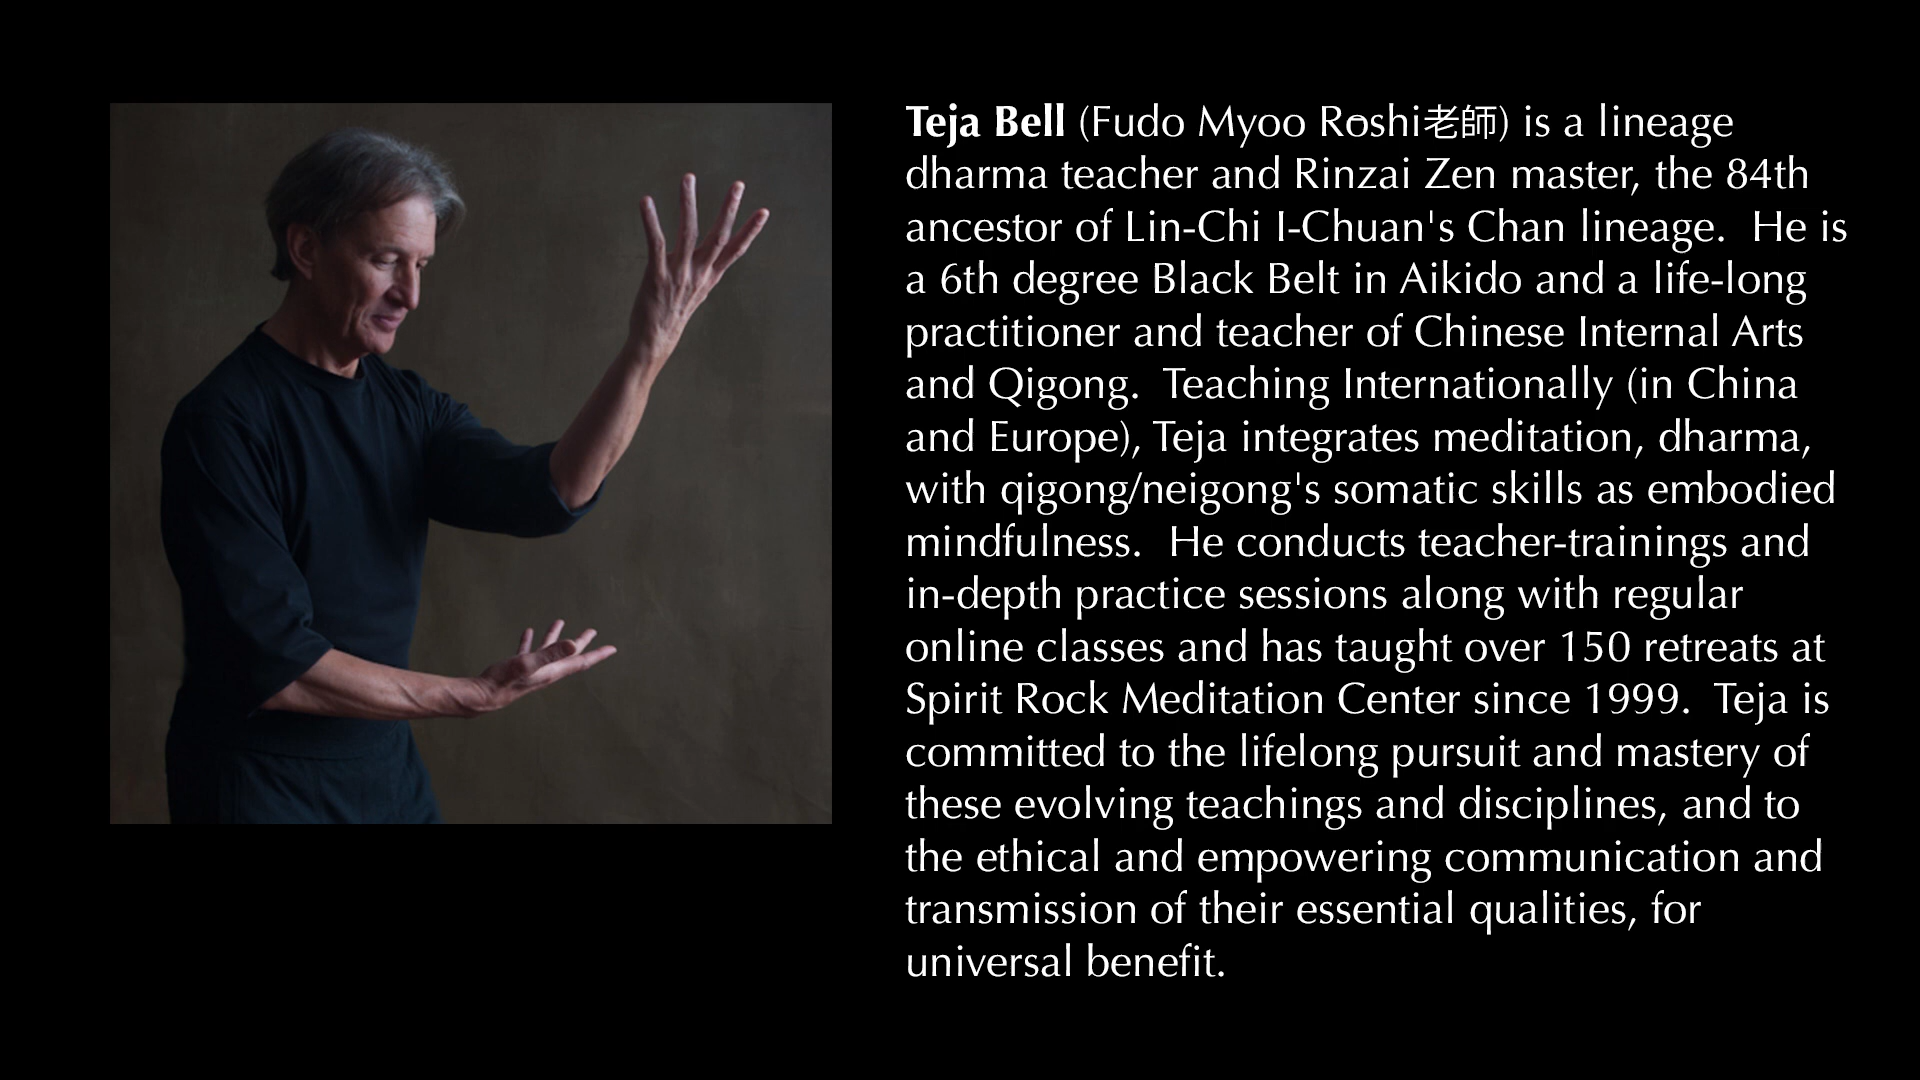 Teja Bell (Fudo Myoo Roshi老師) is a lineage
dharma teacher and Rinzai Zen master, the 84th
ancestor of Lin-Chi I-Chuan's Chan lineage.  He is
a 6th degree Black Belt in Aikido and a life-long
practitioner and teacher of Chinese Internal Arts
and Qigong.  Teaching Internationally (in China
and Europe), Teja integrates meditation, dharma,
with qigong/neigong's somatic skills as embodied
mindfulness.  He conducts teacher-trainings and
in-depth practice sessions along with regular
online classes and has taught over 150 retreats at
Spirit Rock Meditation Center since 1999.  Teja is
committed to the lifelong pursuit and mastery of
these evolving teachings and disciplines, and to
the ethical and empowering communication and
transmission of their essential qualities, for
universal benefit.